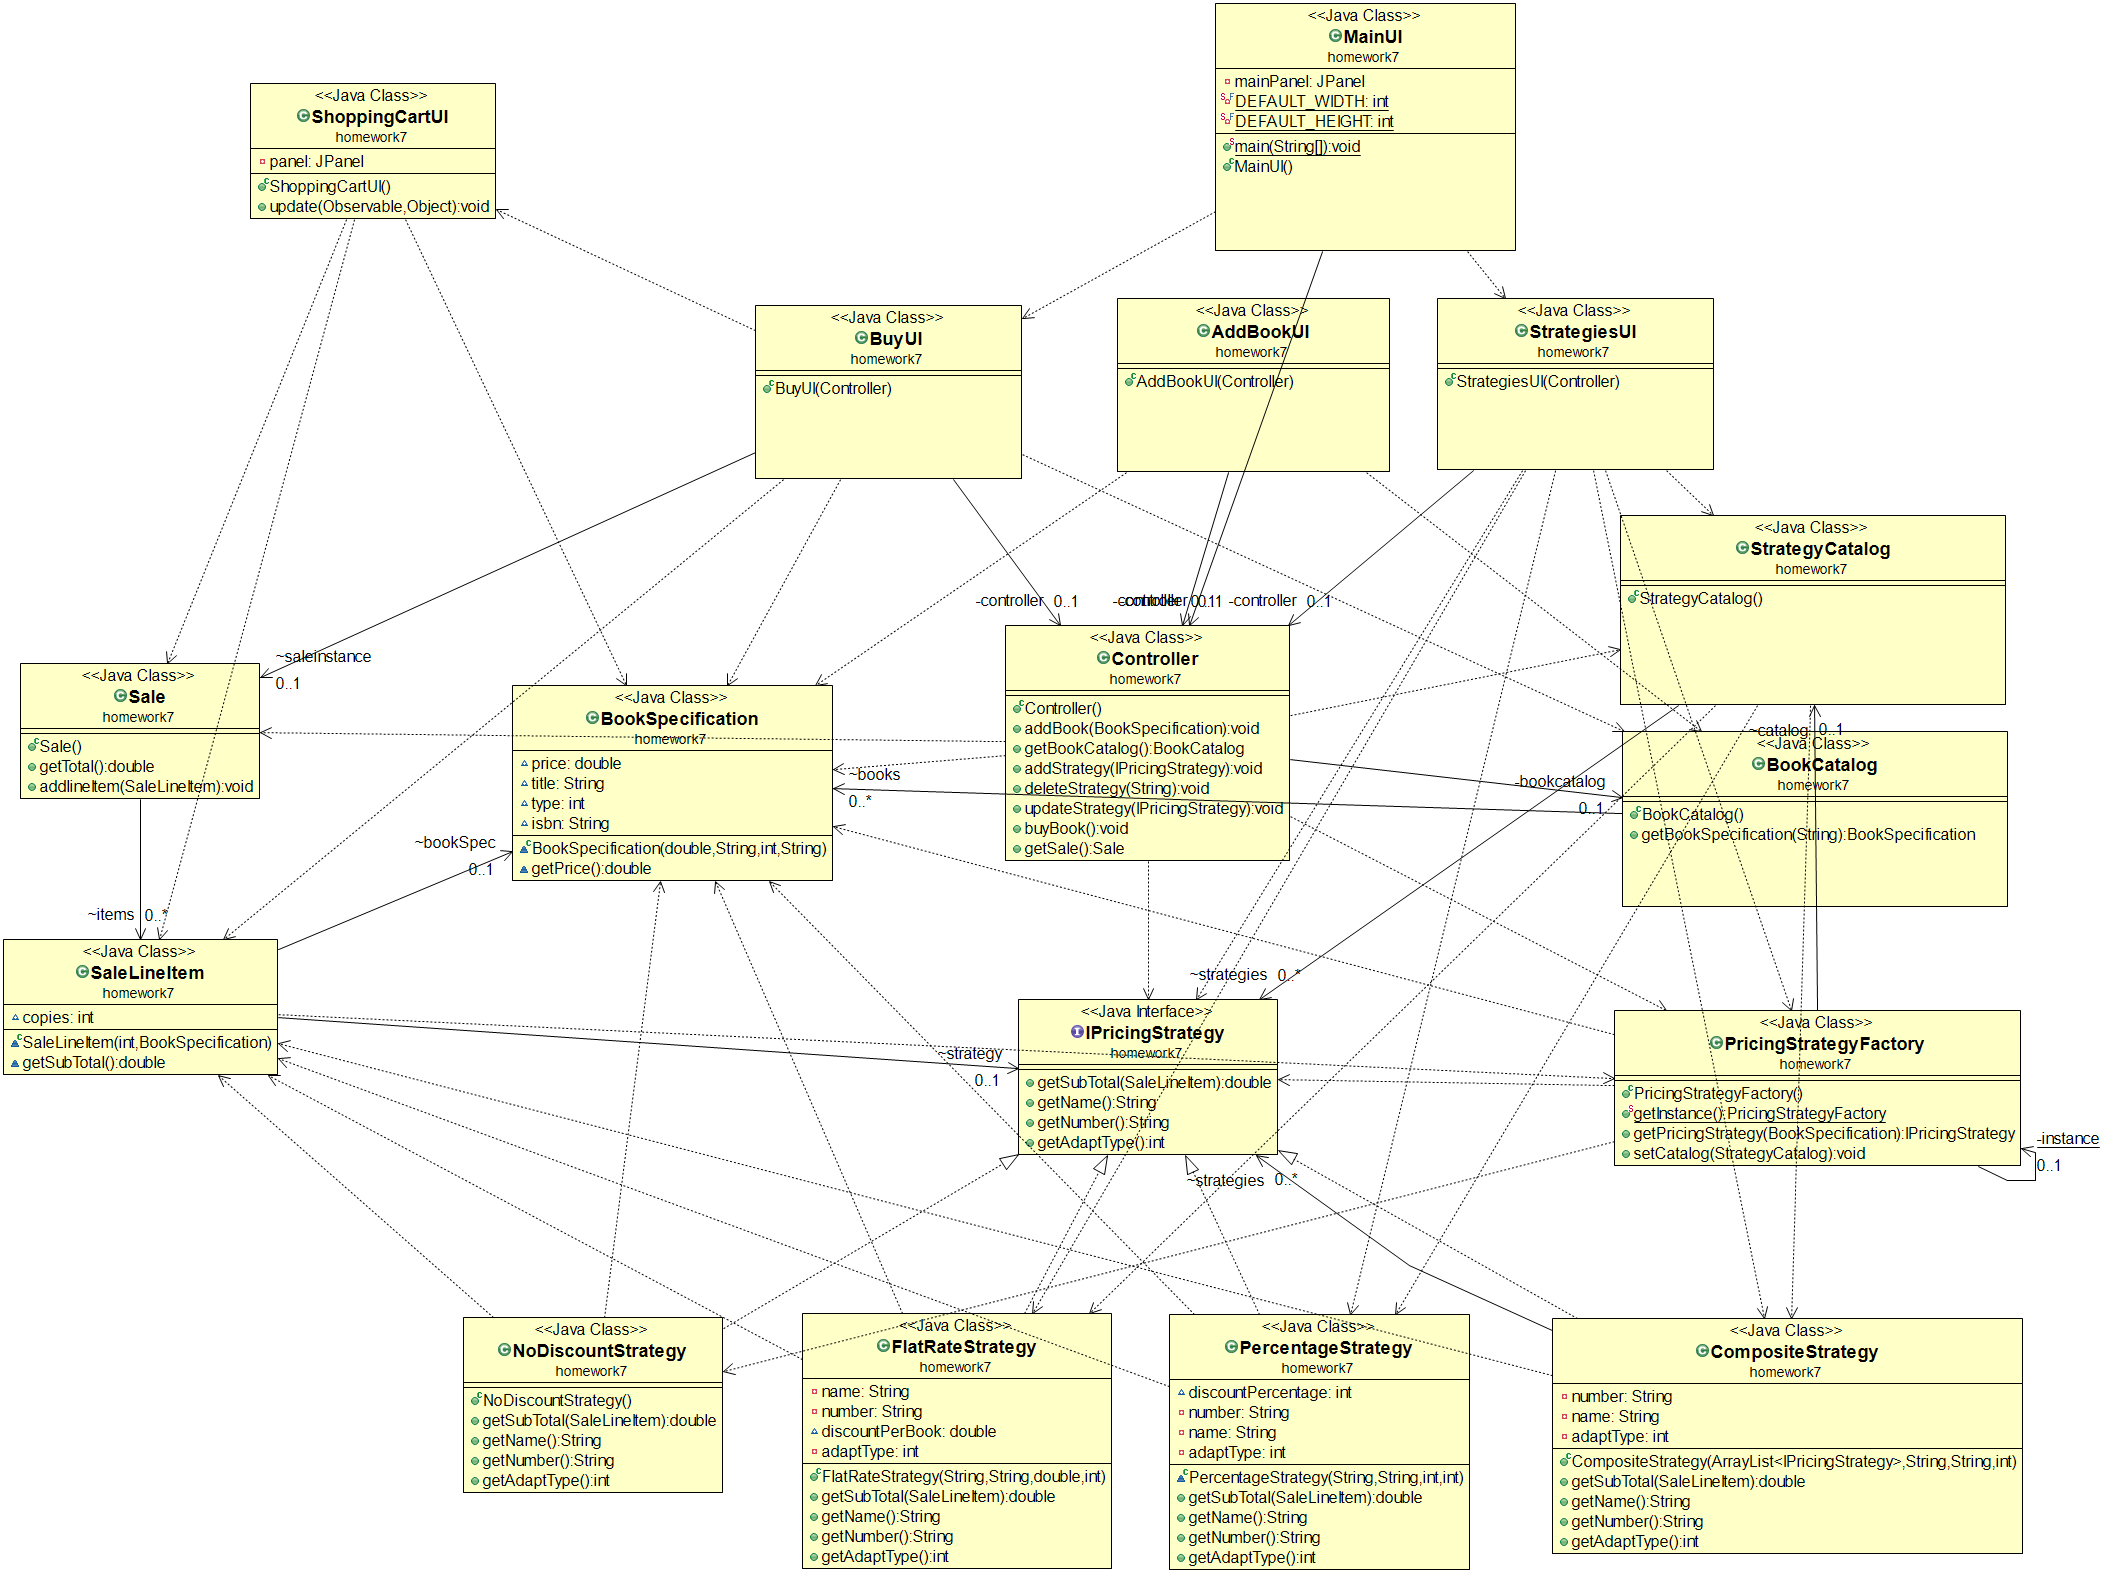 <<Java Class>>
MainUI
homework7
mainPanel: JPanel
DEFAULT_WIDTH: int
DEFAULT_HEIGHT: int
main(String[]):void
MainUI()
<<Java Class>>
ShoppingCartUI
homework7
panel: JPanel
ShoppingCartUI()
update(Observable,Object):void
<<Java Class>>
BuyUI
homework7
BuyUI(Controller)
<<Java Class>>
AddBookUI
homework7
AddBookUI(Controller)
<<Java Class>>
StrategiesUI
homework7
StrategiesUI(Controller)
<<Java Class>>
StrategyCatalog
homework7
StrategyCatalog()
-controller 0..1
-controller 0..1
-controller 0..1
-controller 0..1
~saleinstance
0..1
<<Java Class>>
Sale
homework7
Sale()
getTotal():double
addlineItem(SaleLineItem):void
<<Java Class>>
BookSpecification
homework7
price: double
title: String
type: int
isbn: String
BookSpecification(double,String,int,String)
getPrice():double
<<Java Class>>
Controller
homework7
Controller()
addBook(BookSpecification):void
getBookCatalog():BookCatalog
addStrategy(IPricingStrategy):void
deleteStrategy(String):void
updateStrategy(IPricingStrategy):void
buyBook():void
getSale():Sale
~books
0..*
-bookcatalog
0..1
~catalog 0..1
<<Java Class>>
BookCatalog
homework7
BookCatalog()
getBookSpecification(String):BookSpecification
~bookSpec
0..1
~items 0..*
<<Java Class>>
SaleLineItem
homework7
copies: int
SaleLineItem(int,BookSpecification)
getSubTotal():double
~strategies 0..*
~strategy
0..1
<<Java Interface>>
IPricingStrategy
homework7
getSubTotal(SaleLineItem):double
getName():String
getNumber():String
getAdaptType():int
<<Java Class>>
PricingStrategyFactory
homework7
PricingStrategyFactory()
getInstance():PricingStrategyFactory
getPricingStrategy(BookSpecification):IPricingStrategy
setCatalog(StrategyCatalog):void
-instance
0..1
~strategies 0..*
<<Java Class>>
NoDiscountStrategy
homework7
NoDiscountStrategy()
getSubTotal(SaleLineItem):double
getName():String
getNumber():String
getAdaptType():int
<<Java Class>>
FlatRateStrategy
homework7
name: String
number: String
discountPerBook: double
adaptType: int
FlatRateStrategy(String,String,double,int)
getSubTotal(SaleLineItem):double
getName():String
getNumber():String
getAdaptType():int
<<Java Class>>
PercentageStrategy
homework7
discountPercentage: int
number: String
name: String
adaptType: int
PercentageStrategy(String,String,int,int)
getSubTotal(SaleLineItem):double
getName():String
getNumber():String
getAdaptType():int
<<Java Class>>
CompositeStrategy
homework7
number: String
name: String
adaptType: int
CompositeStrategy(ArrayList<IPricingStrategy>,String,String,int)
getSubTotal(SaleLineItem):double
getName():String
getNumber():String
getAdaptType():int